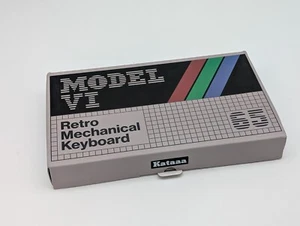 MODEL
VI
Retro
Mechanical
Keyboard
65
Kataaa